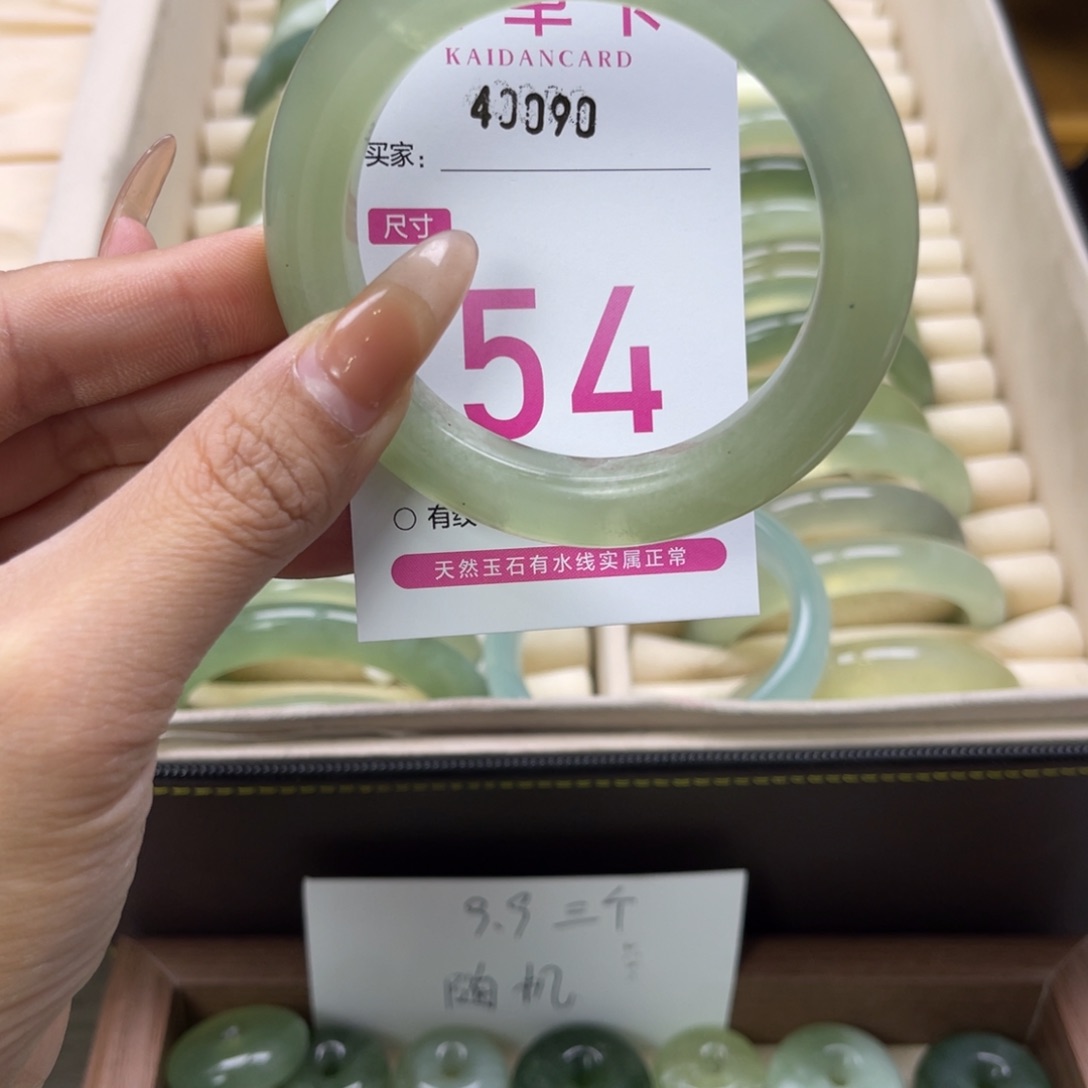 KAIDANCARD
40090
买家：
尺寸
54
○ 有纹
天然玉石有水线实属正常
9.9 三个
随机